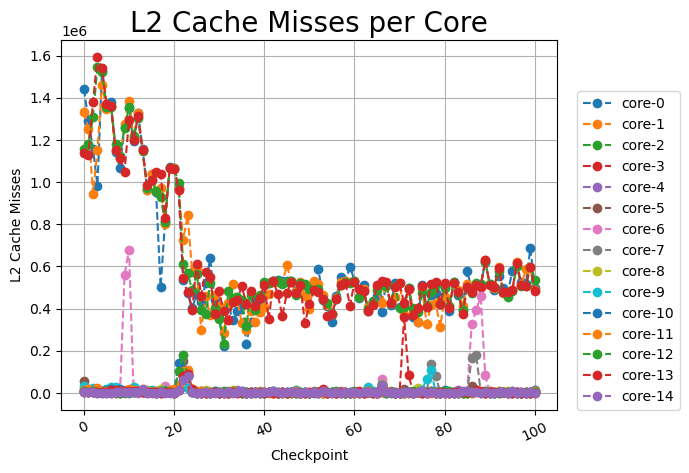 L2 Cache Misses per Core
1e6
1.6
1.4
1.2
1.0
0.8
0.6
0.4
0.2
0.0
L2 Cache Misses
0
20
40
60
80
100
Checkpoint
core-0
core-1
core-2
core-3
core-4
core-5
core-6
core-7
core-8
core-9
core-10
core-11
core-12
core-13
core-14